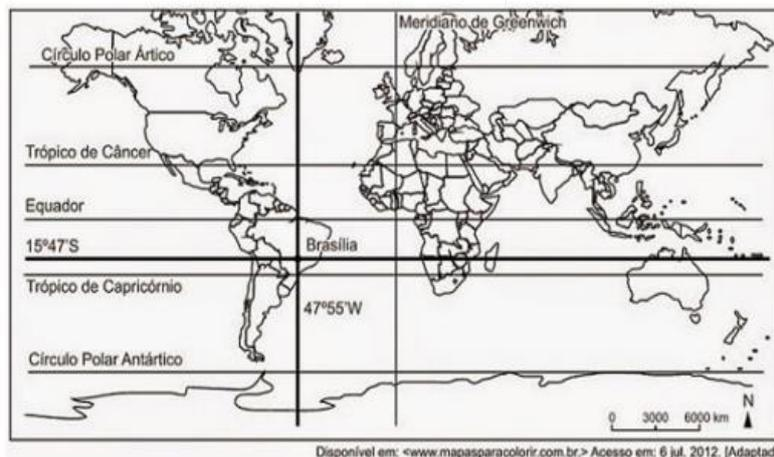 Meridiano de Greenwich
Círculo Polar Ártico
Trópico de Câncer
Equador
15º47'S
Brasília
Trópico de Capricórnio
47º55'W
Círculo Polar Antártico
N
0 3000 6000 km
Disponível em: <www.mapasparacolorir.com.br.> Acesso em: 6 jul. 2012. [Adaptad